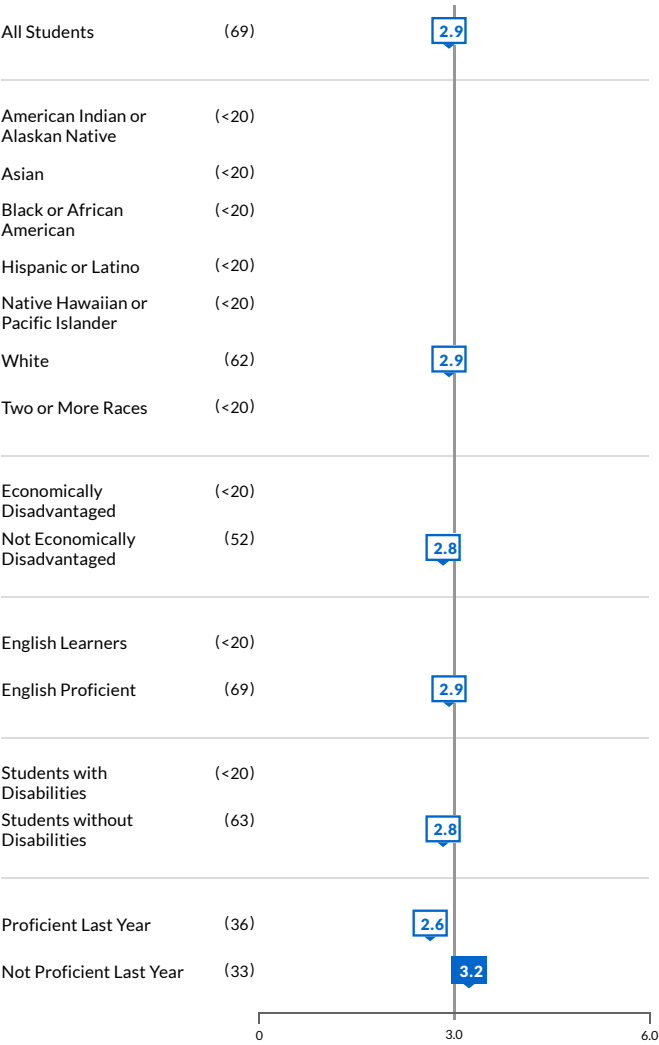 All Students (69) 2.9
American Indian or (<20)
Alaskan Native
Asian (<20)
Black or African (<20)
American
Hispanic or Latino (<20)
Native Hawaiian or (<20)
Pacific Islander
White (62) 2.9
Two or More Races (<20)
Economically (<20)
Disadvantaged
Not Economically (52) 2.8
Disadvantaged
English Learners (<20)
English Proficient (69) 2.9
Students with (<20)
Disabilities
Students without (63) 2.8
Disabilities
Proficient Last Year (36) 2.6
Not Proficient Last Year (33) 3.2
0 3.0 6.0